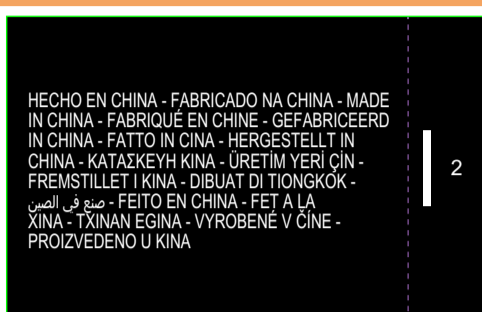 HECHO EN CHINA - FABRICADO NA CHINA - MADE
IN CHINA - FABRIQUÉ EN CHINE - GEFABRICEERD
IN CHINA - FATTO IN CINA - HERGESTELLT IN
CHINA - ΚΑΤΑΣΚΕΥΗ ΚΙΝΑ - ÜRETİM YERİ ÇİN -
FREMSTILLET I KINA - DIBUAT DI TIONGKOK -
صنع في الصين - FEITO EN CHINA - FET A LA
XINA - TXINAN EGINA - VYROBENÉ V ČÍNE -
PROIZVEDENO U KINA
2